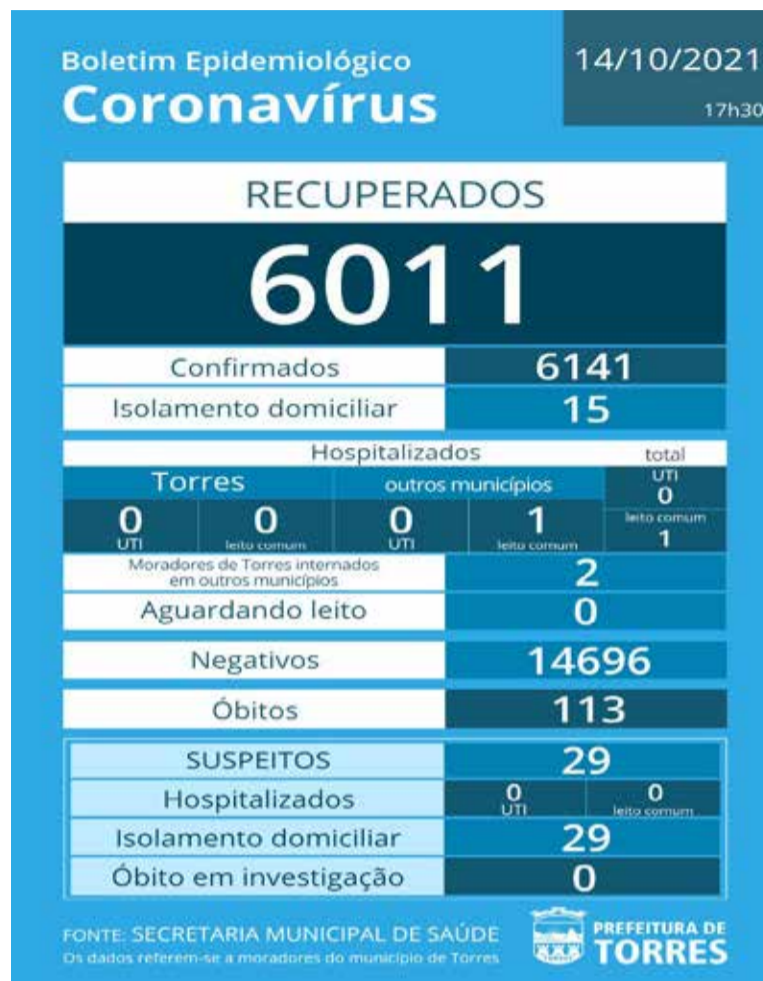 Boletim Epidemiológico
Coronavírus
14/10/2021
17h30
RECUPERADOS
6011
Confirmados 6141
Isolamento domiciliar 15
Hospitalizados total
Torres outros municípios
UTI
0
leito comum
1
0 0 0 1
UTI leito comum UTI leito comum
Moradores de Torres internados
em outros municípios
2
Aguardando leito 0
Negativos 14696
Óbitos 113
SUSPEITOS 29
Hospitalizados
0 0
UTI leito comum
Isolamento domiciliar 29
Óbito em investigação 0
FONTE: SECRETARIA MUNICIPAL DE SAÚDE
Os dados referem-se a moradores do município de Torres
PREFEITURA DE
TORRES